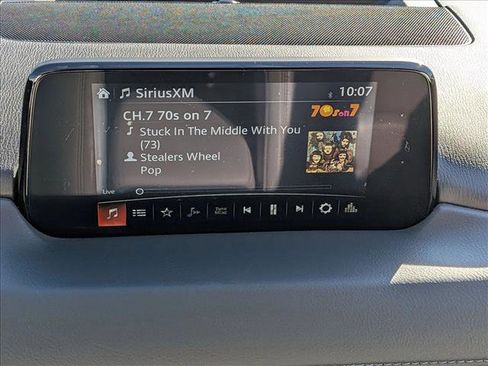 SiriusXM 10:07
CH.7 70s on 7
70s on 7
Stuck In The Middle With You
(73)
Stealers Wheel
Pop
Live